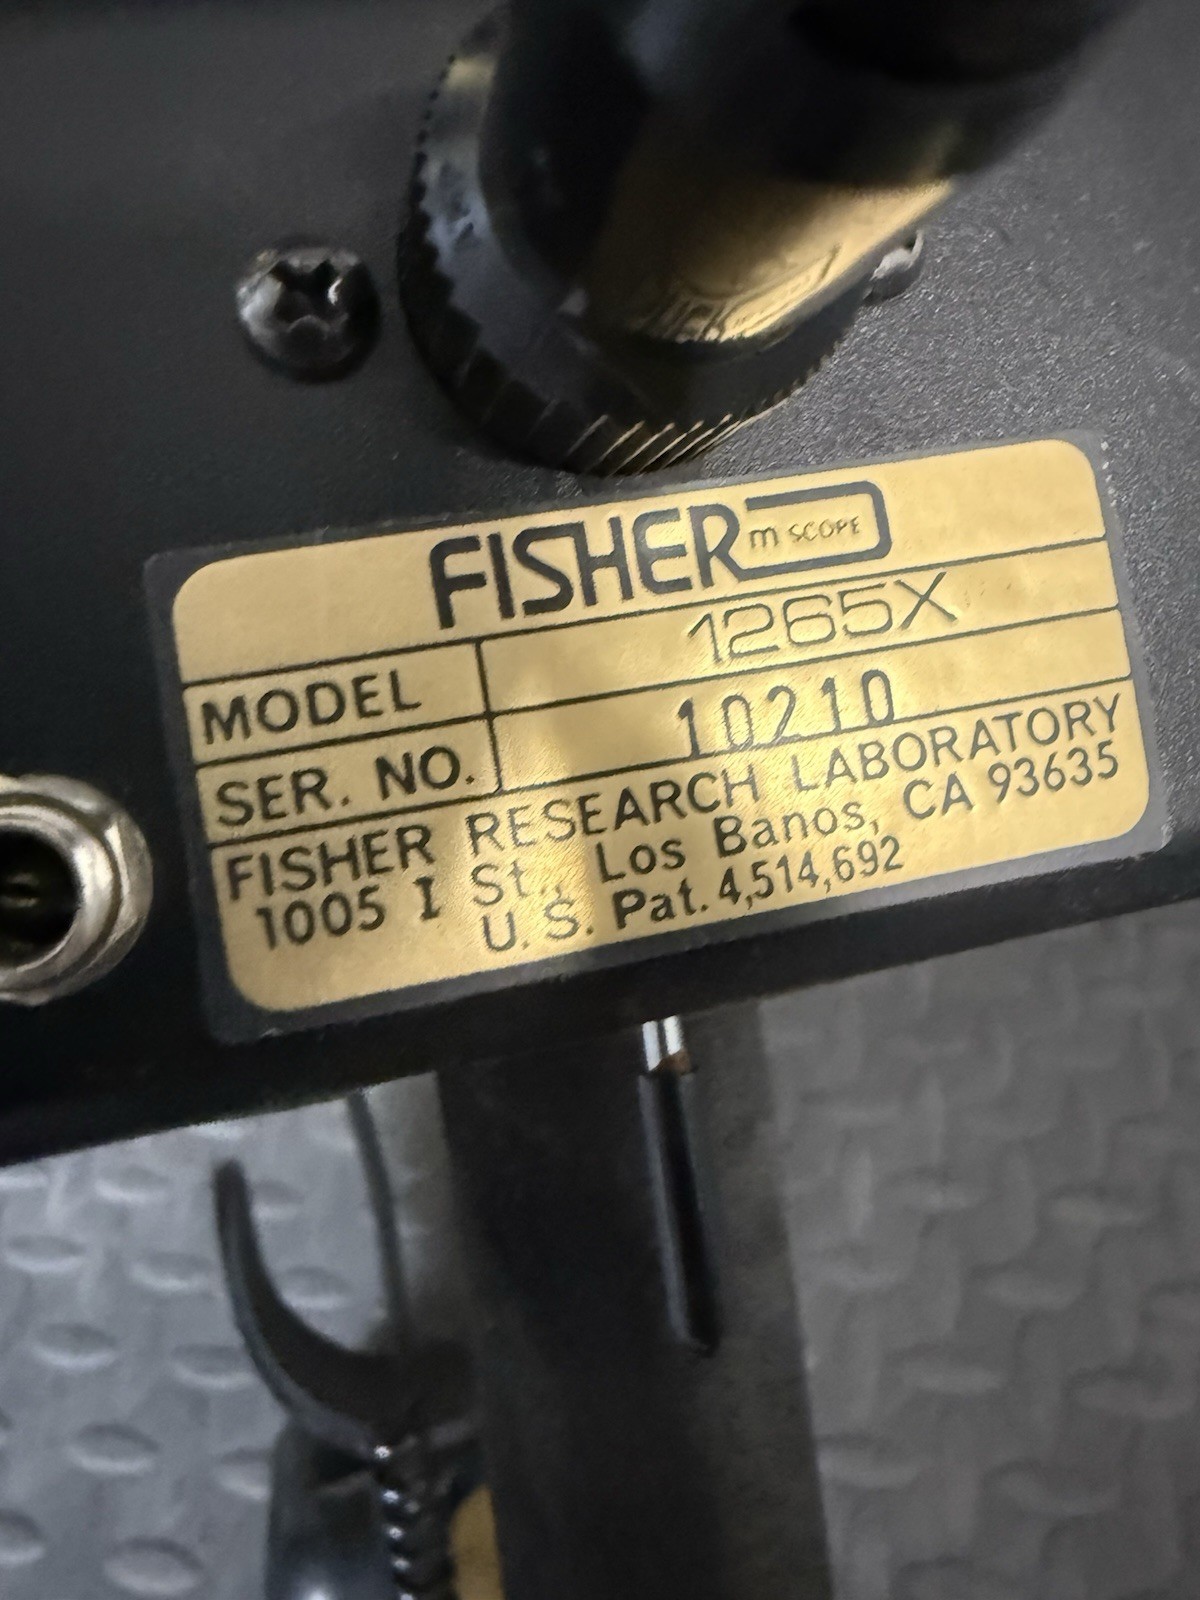 FISHER m SCOPE
MODEL 1265X
SER. NO. 10210
FISHER RESEARCH LABORATORY
1005 I St., Los Banos, CA 93635
U.S. Pat. 4,514,692